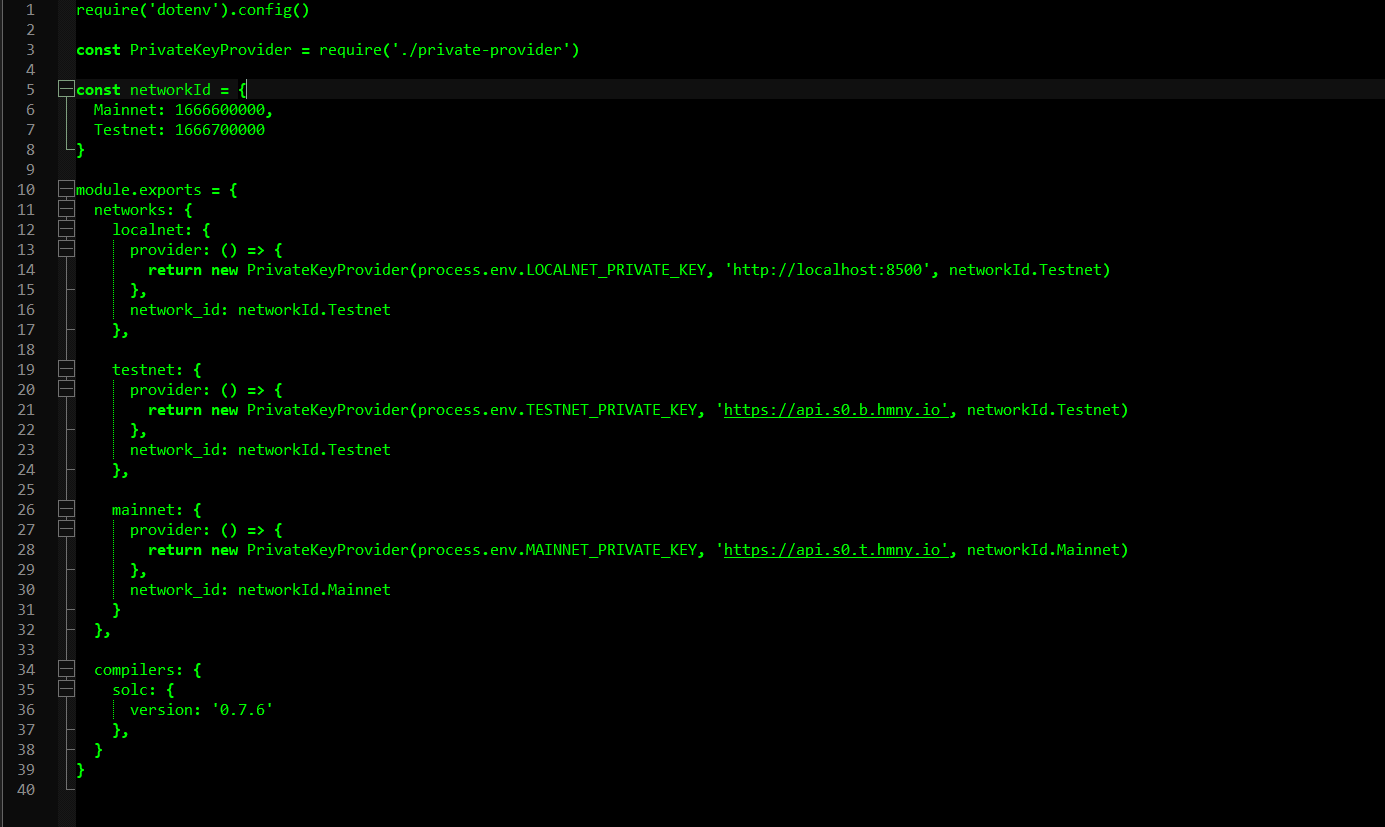 1 require('dotenv').config()
2
3 const PrivateKeyProvider = require('./private-provider')
4
5 const networkId = {
6   Mainnet: 1666600000,
7   Testnet: 1666700000
8 }
9
10 module.exports = {
11   networks: {
12     localnet: {
13       provider: () => {
14         return new PrivateKeyProvider(process.env.LOCALNET_PRIVATE_KEY, 'http://localhost:8500', networkId.Testnet)
15       },
16       network_id: networkId.Testnet
17     },
18
19     testnet: {
20       provider: () => {
21         return new PrivateKeyProvider(process.env.TESTNET_PRIVATE_KEY, 'https://api.s0.b.hmny.io', networkId.Testnet)
22       },
23       network_id: networkId.Testnet
24     },
25
26     mainnet: {
27       provider: () => {
28         return new PrivateKeyProvider(process.env.MAINNET_PRIVATE_KEY, 'https://api.s0.t.hmny.io', networkId.Mainnet)
29       },
30       network_id: networkId.Mainnet
31     }
32   },
33
34   compilers: {
35     solc: {
36       version: '0.7.6'
37     },
38   }
39 }
40